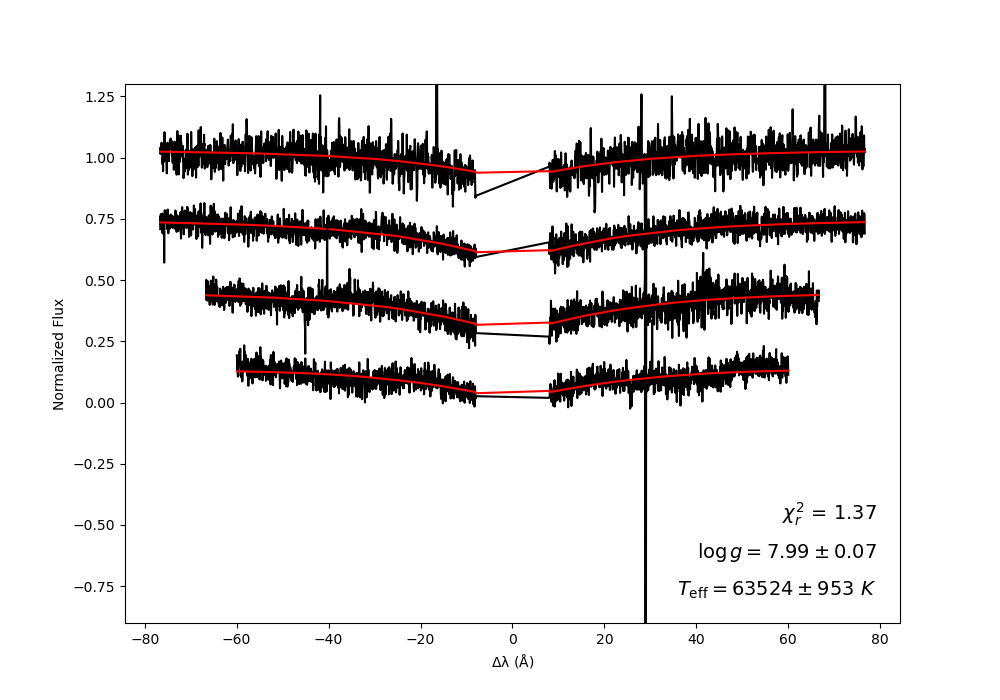 1.25
1.00
0.75
0.50
0.25
0.00
−0.25
−0.50
−0.75
Normalized Flux
χ²ᵣ = 1.37
log g = 7.99 ± 0.07
T_eff = 63524 ± 953 K
−80 −60 −40 −20 0 20 40 60 80
Δλ (Å)